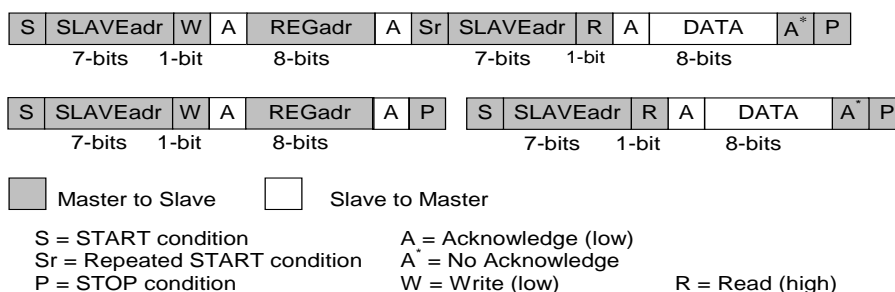 S SLAVEadr W A REGadr A Sr SLAVEadr R A DATA A* P
7-bits 1-bit 8-bits 7-bits 1-bit 8-bits
S SLAVEadr W A REGadr A P S SLAVEadr R A DATA A* P
7-bits 1-bit 8-bits 7-bits 1-bit 8-bits
Master to Slave Slave to Master
S = START condition A = Acknowledge (low)
Sr = Repeated START condition A* = No Acknowledge
P = STOP condition W = Write (low) R = Read (high)